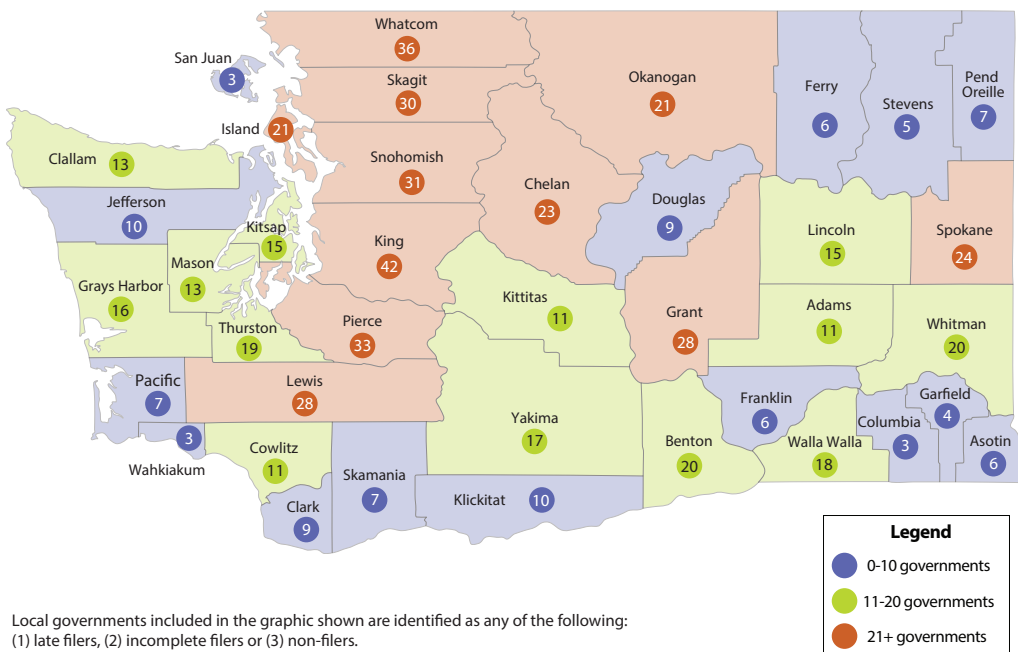 Whatcom
36
San Juan
3
Skagit
30
Okanogan
21
Ferry
6
Stevens
5
Pend
Oreille
7
Island
21
Clallam
13
Snohomish
31
Chelan
23
Douglas
9
Jefferson
10
Kitsap
15
King
42
Lincoln
15
Spokane
24
Mason
13
Grays Harbor
16
Kittitas
11
Grant
28
Adams
11
Whitman
20
Thurston
19
Pierce
33
Pacific
7
Lewis
28
Yakima
17
Franklin
6
Garfield
4
Columbia
3
Wahkiakum
3
Cowlitz
11
Benton
20
Walla Walla
18
Asotin
6
Skamania
7
Klickitat
10
Clark
9
Legend
0-10 governments
11-20 governments
21+ governments
Local governments included in the graphic shown are identified as any of the following:
(1) late filers, (2) incomplete filers or (3) non-filers.